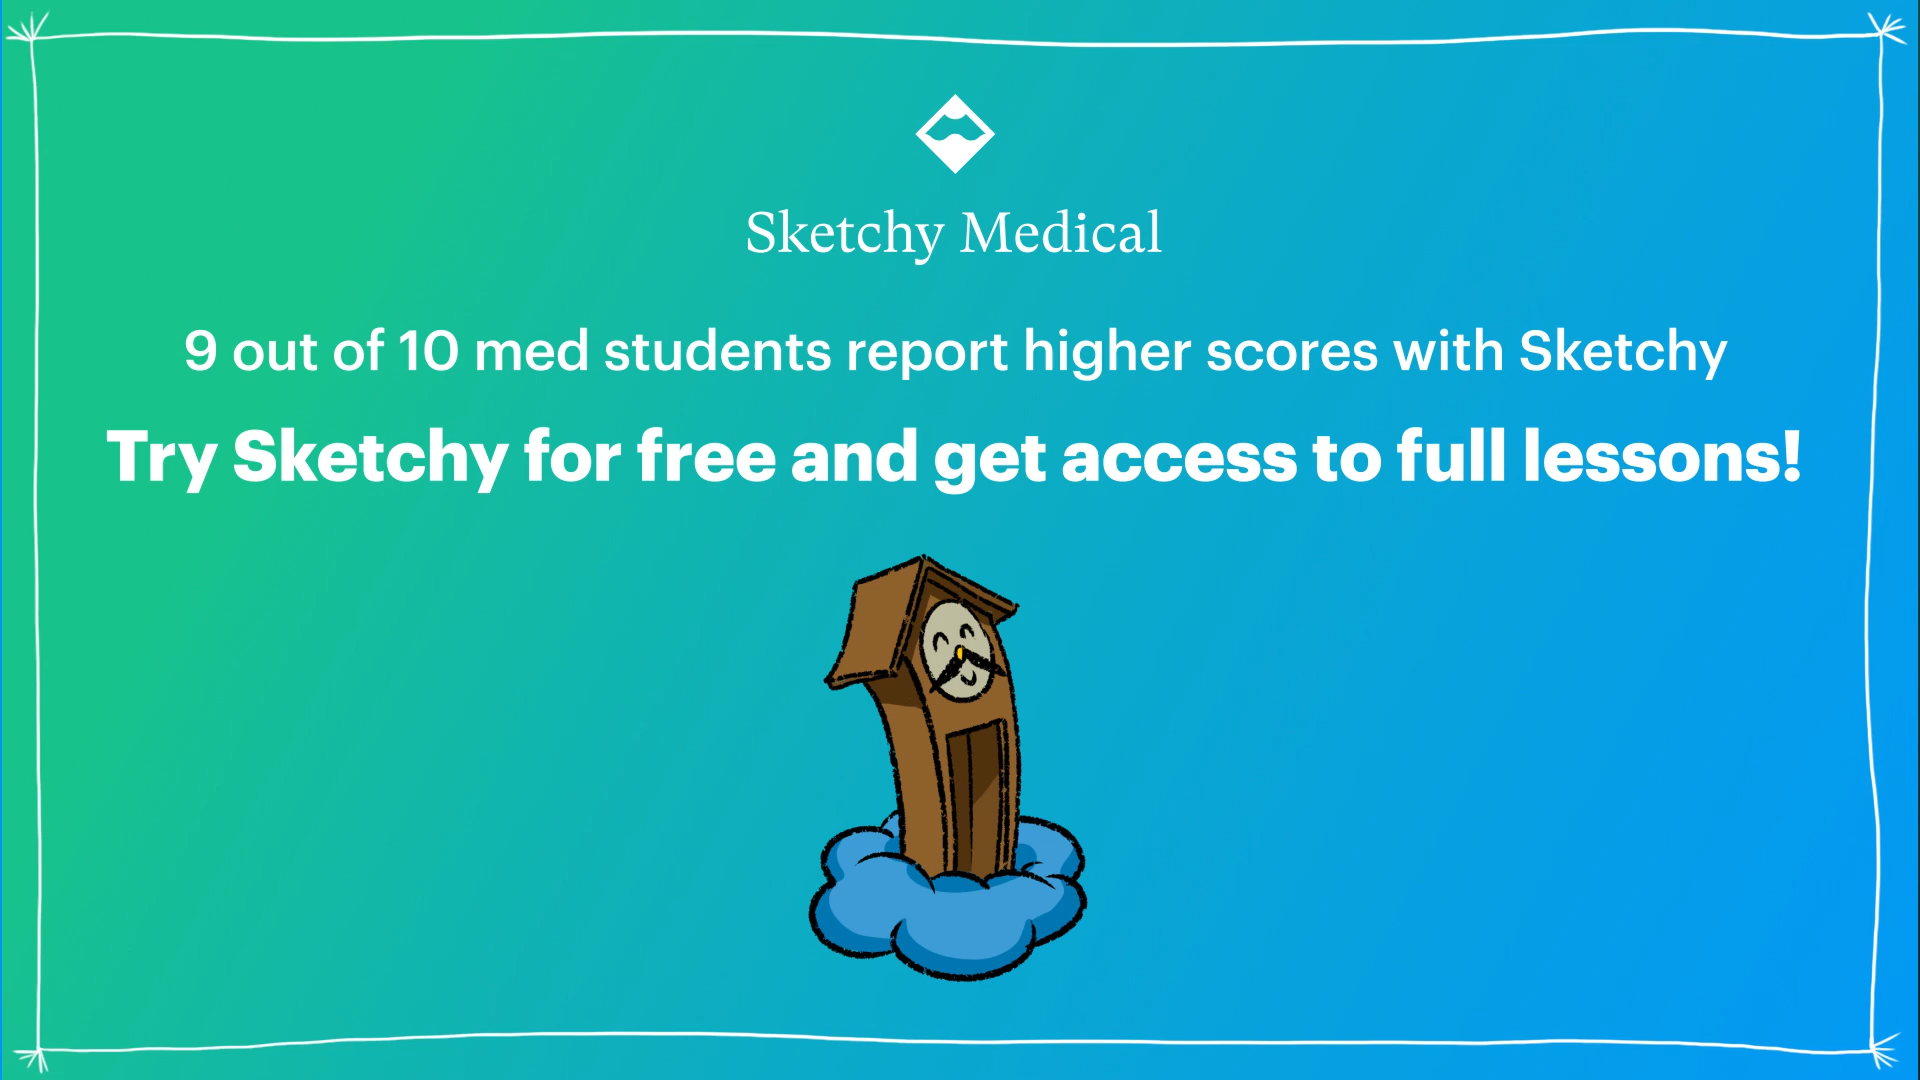 Sketchy Medical
9 out of 10 med students report higher scores with Sketchy
Try Sketchy for free and get access to full lessons!